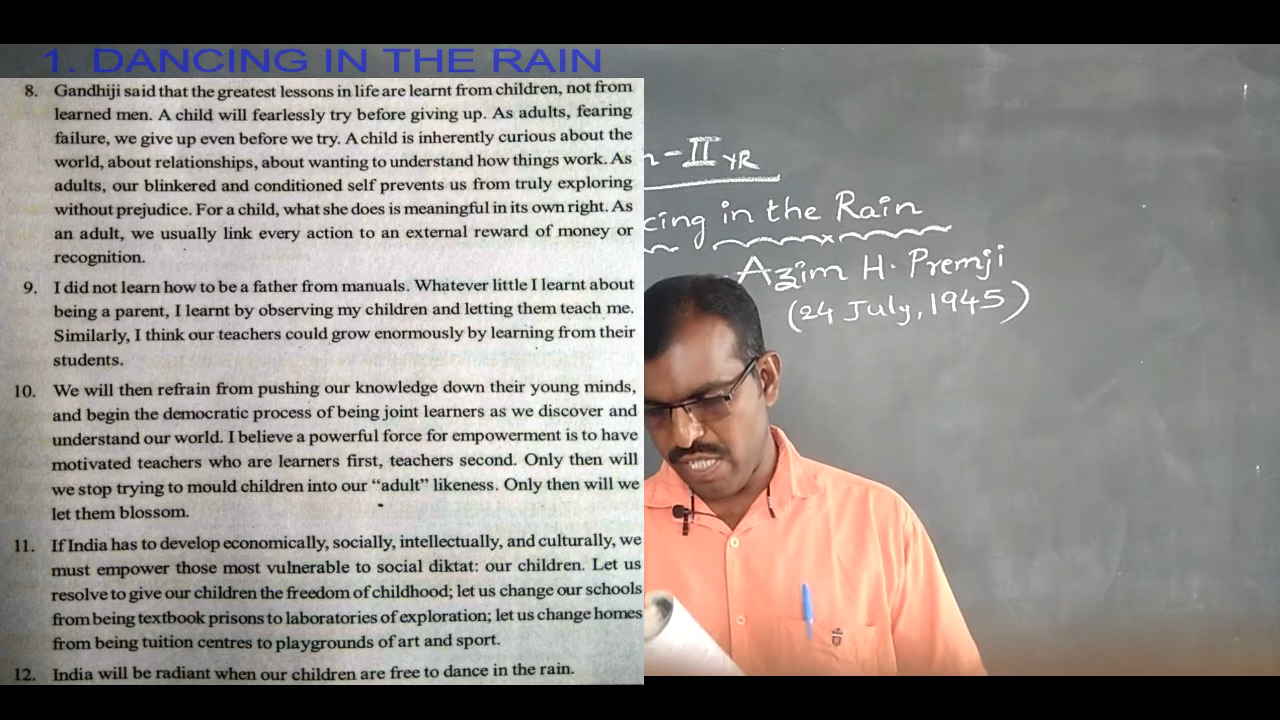 1. DANCING IN THE RAIN
8. Gandhiji said that the greatest lessons in life are learnt from children, not from
learned men. A child will fearlessly try before giving up. As adults, fearing
failure, we give up even before we try. A child is inherently curious about the
world, about relationships, about wanting to understand how things work. As
adults, our blinkered and conditioned self prevents us from truly exploring
without prejudice. For a child, what she does is meaningful in its own right. As
an adult, we usually link every action to an external reward of money or
recognition.
9. I did not learn how to be a father from manuals. Whatever little I learnt about
being a parent, I learnt by observing my children and letting them teach me.
Similarly, I think our teachers could grow enormously by learning from their
students.
10. We will then refrain from pushing our knowledge down their young minds,
and begin the democratic process of being joint learners as we discover and
understand our world. I believe a powerful force for empowerment is to have
motivated teachers who are learners first, teachers second. Only then will
we stop trying to mould children into our “adult” likeness. Only then will we
let them blossom.
11. If India has to develop economically, socially, intellectually, and culturally, we
must empower those most vulnerable to social diktat: our children. Let us
resolve to give our children the freedom of childhood; let us change our schools
from being textbook prisons to laboratories of exploration; let us change homes
from being tuition centres to playgrounds of art and sport.
12. India will be radiant when our children are free to dance in the rain.
n-II YR
cing in the Rain
Azim H. Premji
(24 July, 1945)